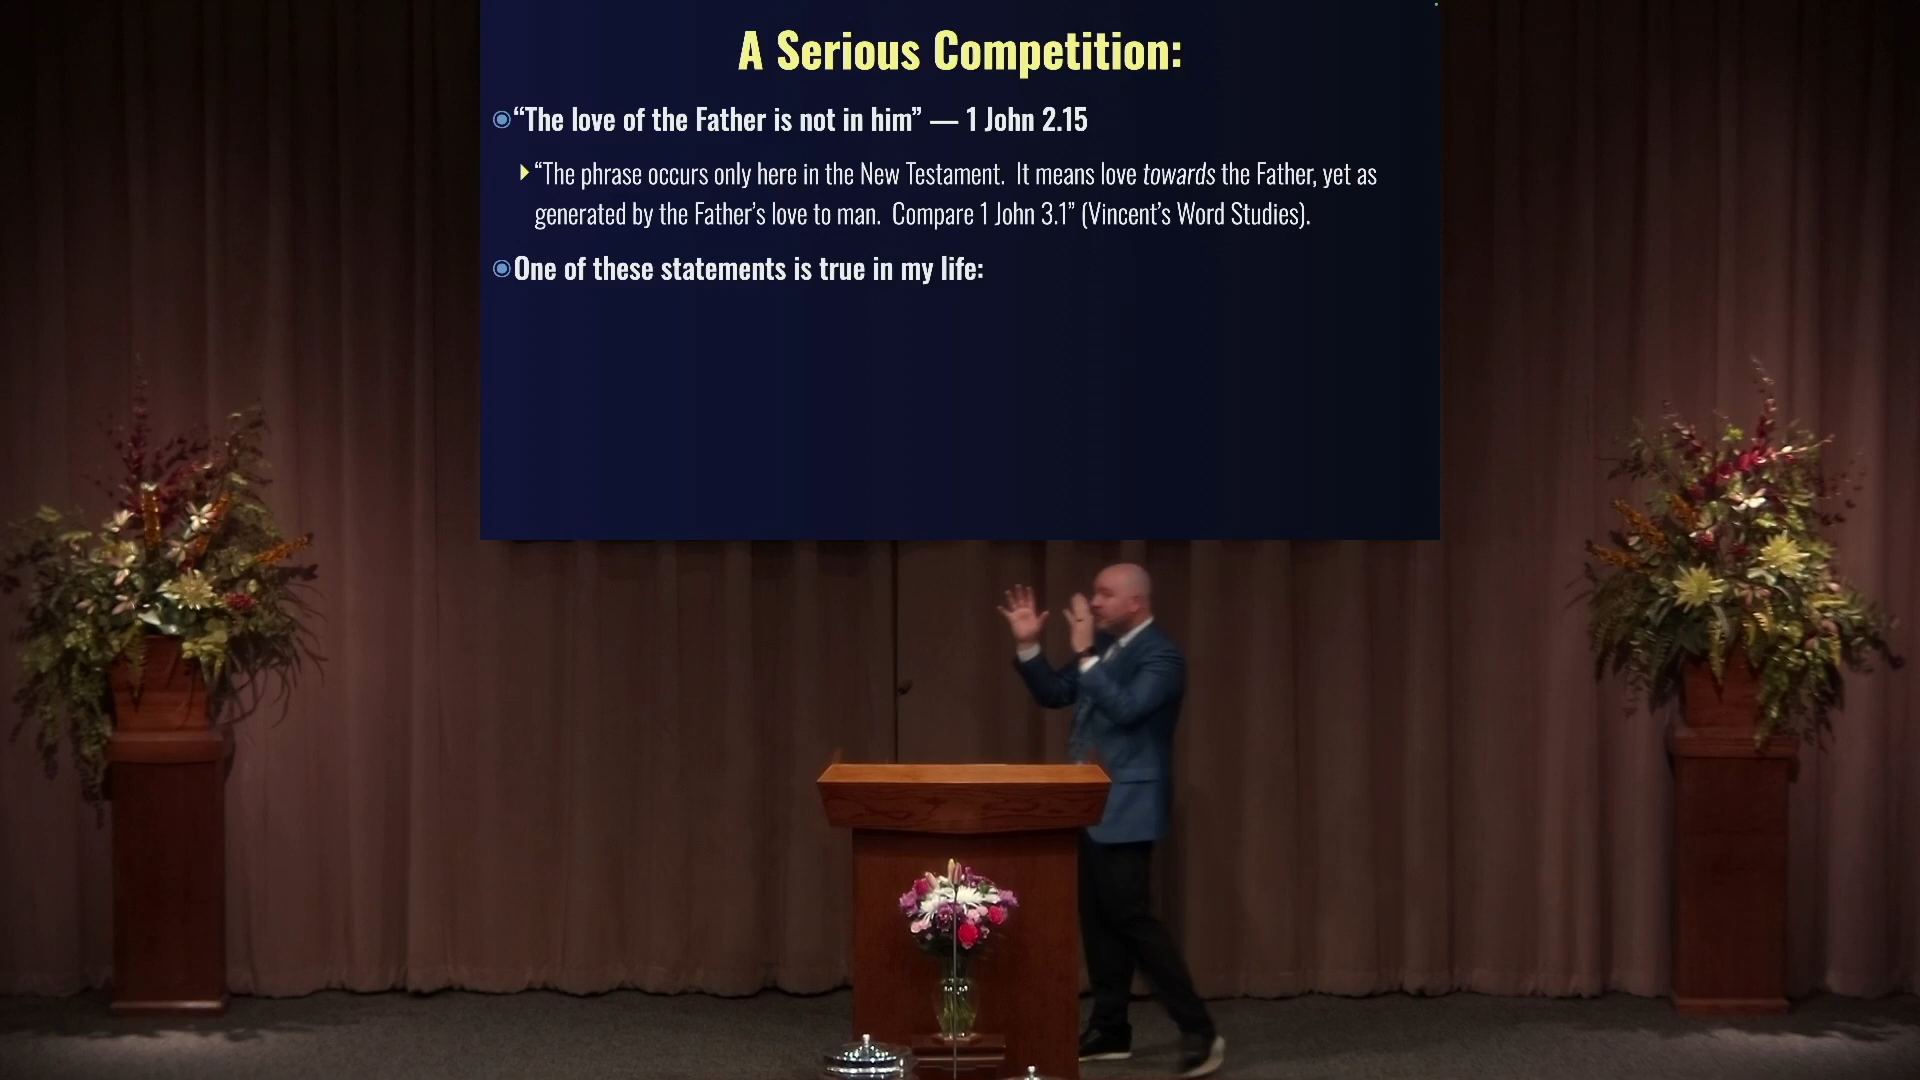 A Serious Competition:
“The love of the Father is not in him” — 1 John 2.15
“The phrase occurs only here in the New Testament.  It means love towards the Father, yet as
generated by the Father’s love to man.  Compare 1 John 3.1” (Vincent’s Word Studies).
One of these statements is true in my life: